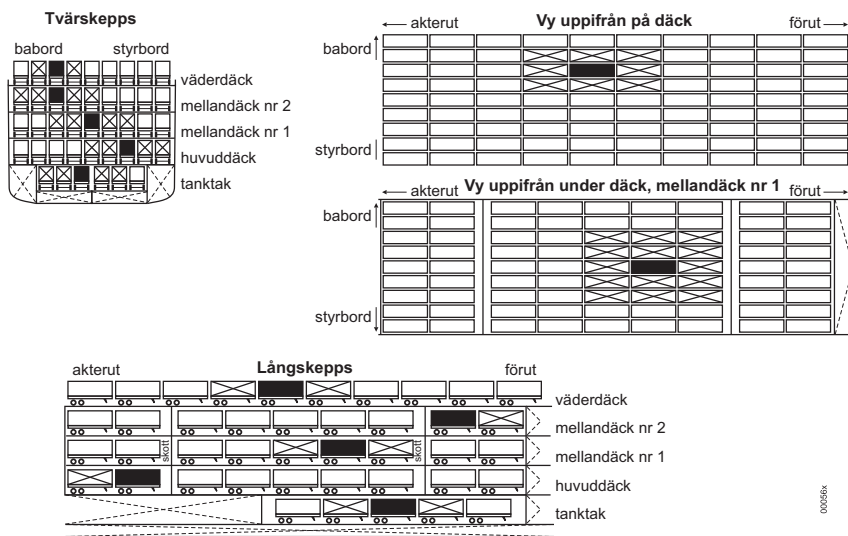 Tvärskepps
babord styrbord
väderdäck
mellandäck nr 2
mellandäck nr 1
huvuddäck
tanktak
Vy uppifrån på däck
akterut förut
babord
styrbord
Vy uppifrån under däck, mellandäck nr 1
akterut förut
babord
styrbord
Långskepps
akterut förut
väderdäck
mellandäck nr 2
skott skott
mellandäck nr 1
huvuddäck
tanktak
00056x